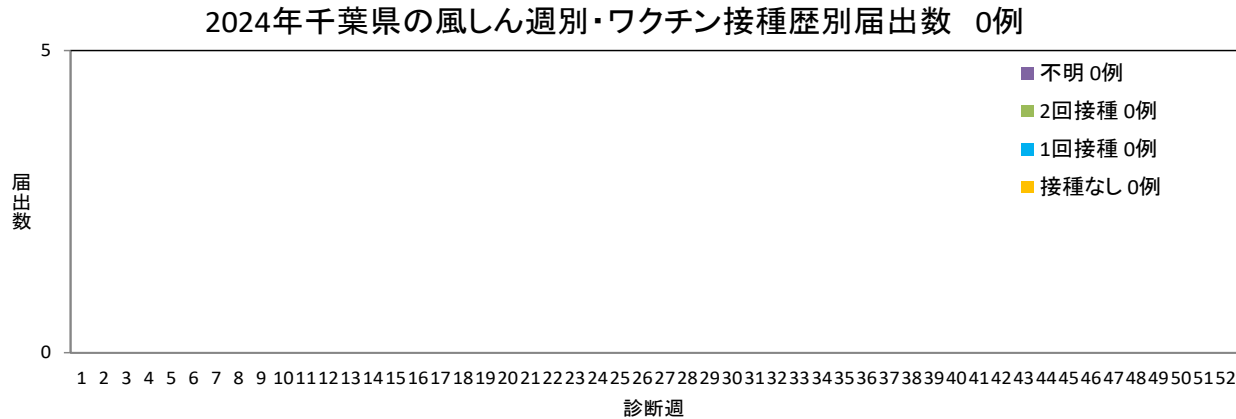 2024年千葉県の風しん週別・ワクチン接種歴別届出数　0例
5
不明 0例
2回接種 0例
1回接種 0例
接種なし 0例
届出数
0
1 2 3 4 5 6 7 8 9 10 11 12 13 14 15 16 17 18 19 20 21 22 23 24 25 26 27 28 29 30 31 32 33 34 35 36 37 38 39 40 41 42 43 44 45 46 47 48 49 50 51 52
診断週